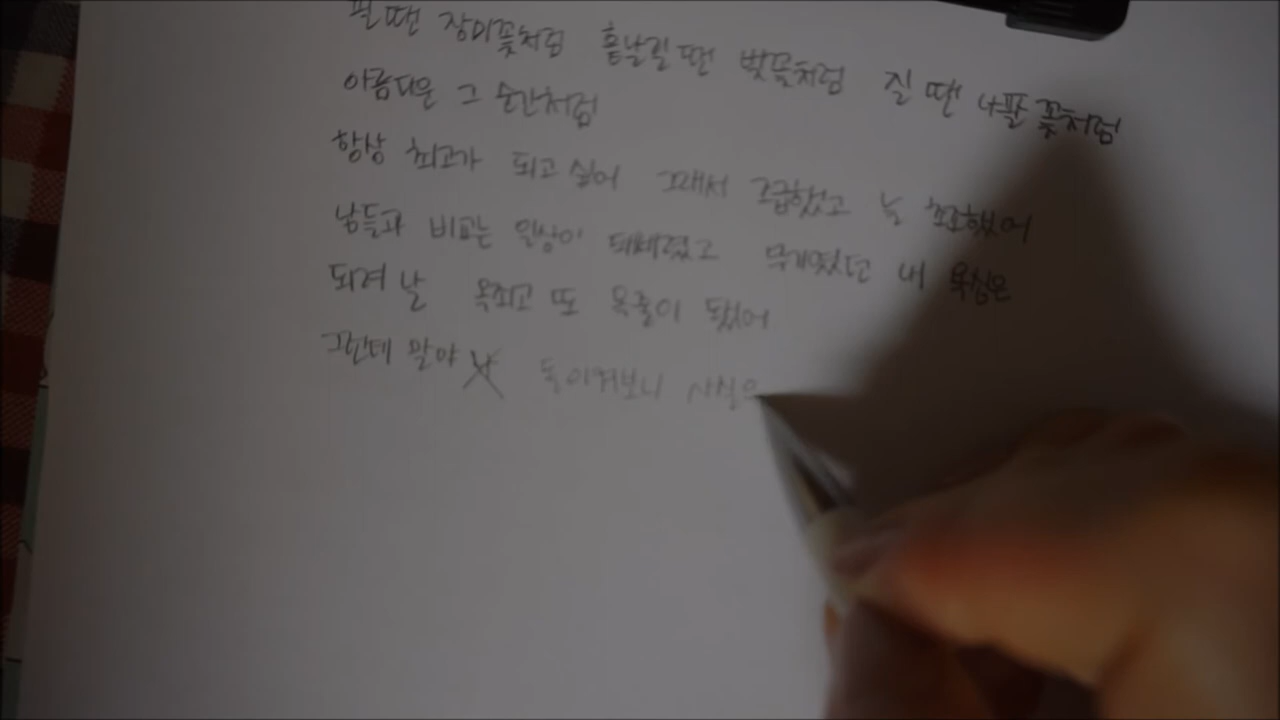 필 땐 장미꽃처럼 흩날릴 땐 벚꽃처럼 질 땐 나팔꽃처럼
아름다운 그 순간처럼
항상 최고가 되고 싶어 그래서 조급했고 늘 초조했어
남들과 비교는 일상이 돼버렸고 무기였던 내 욕심은
되려 날 옥죄고 또 목줄이 됐어
그런데 말야 돌이켜보니 사실은